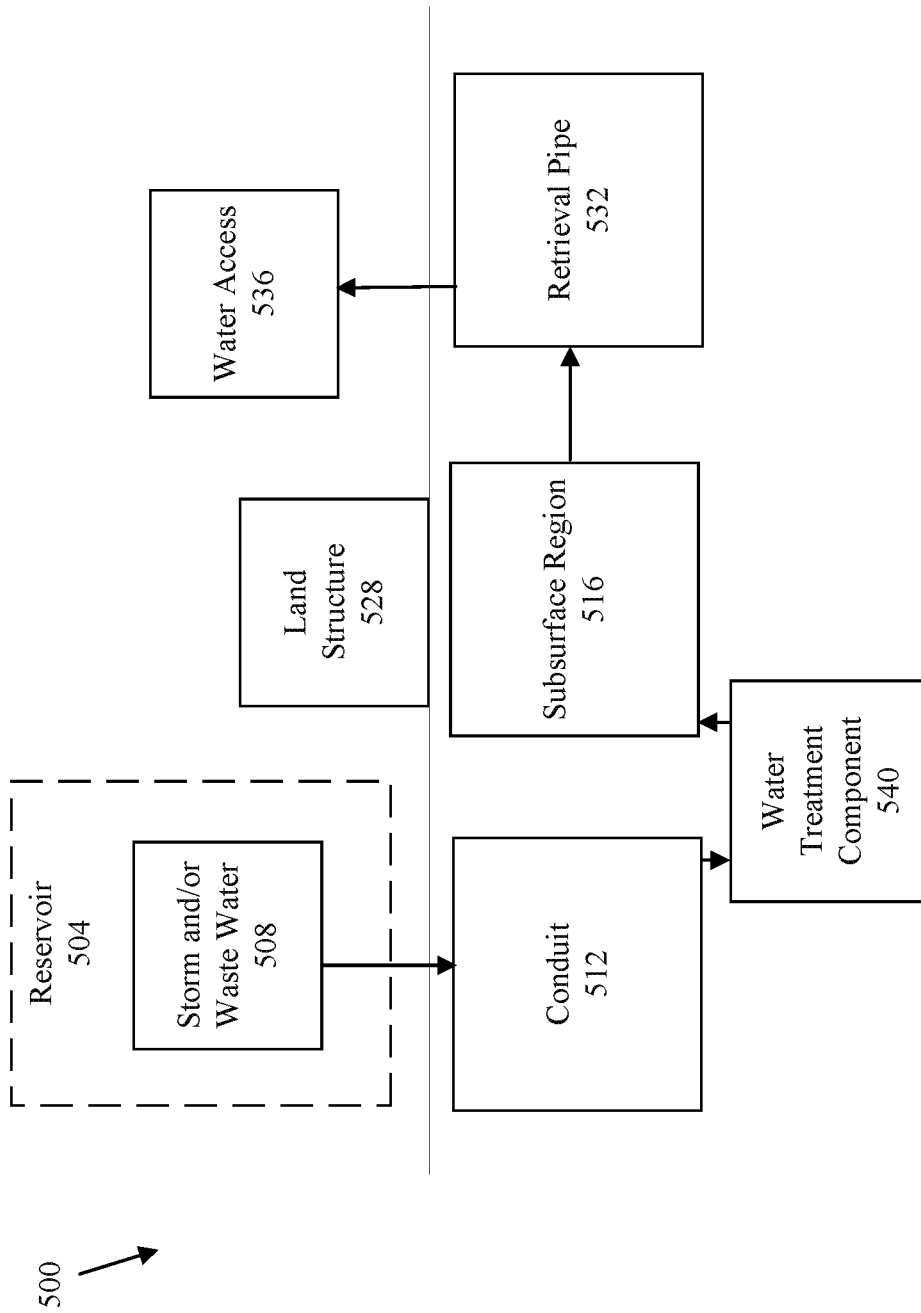 500
Reservoir
504
Storm and/or
Waste Water
508
Water Access
536
Land
Structure
528
Conduit
512
Subsurface Region
516
Retrieval Pipe
532
Water
Treatment
Component
540